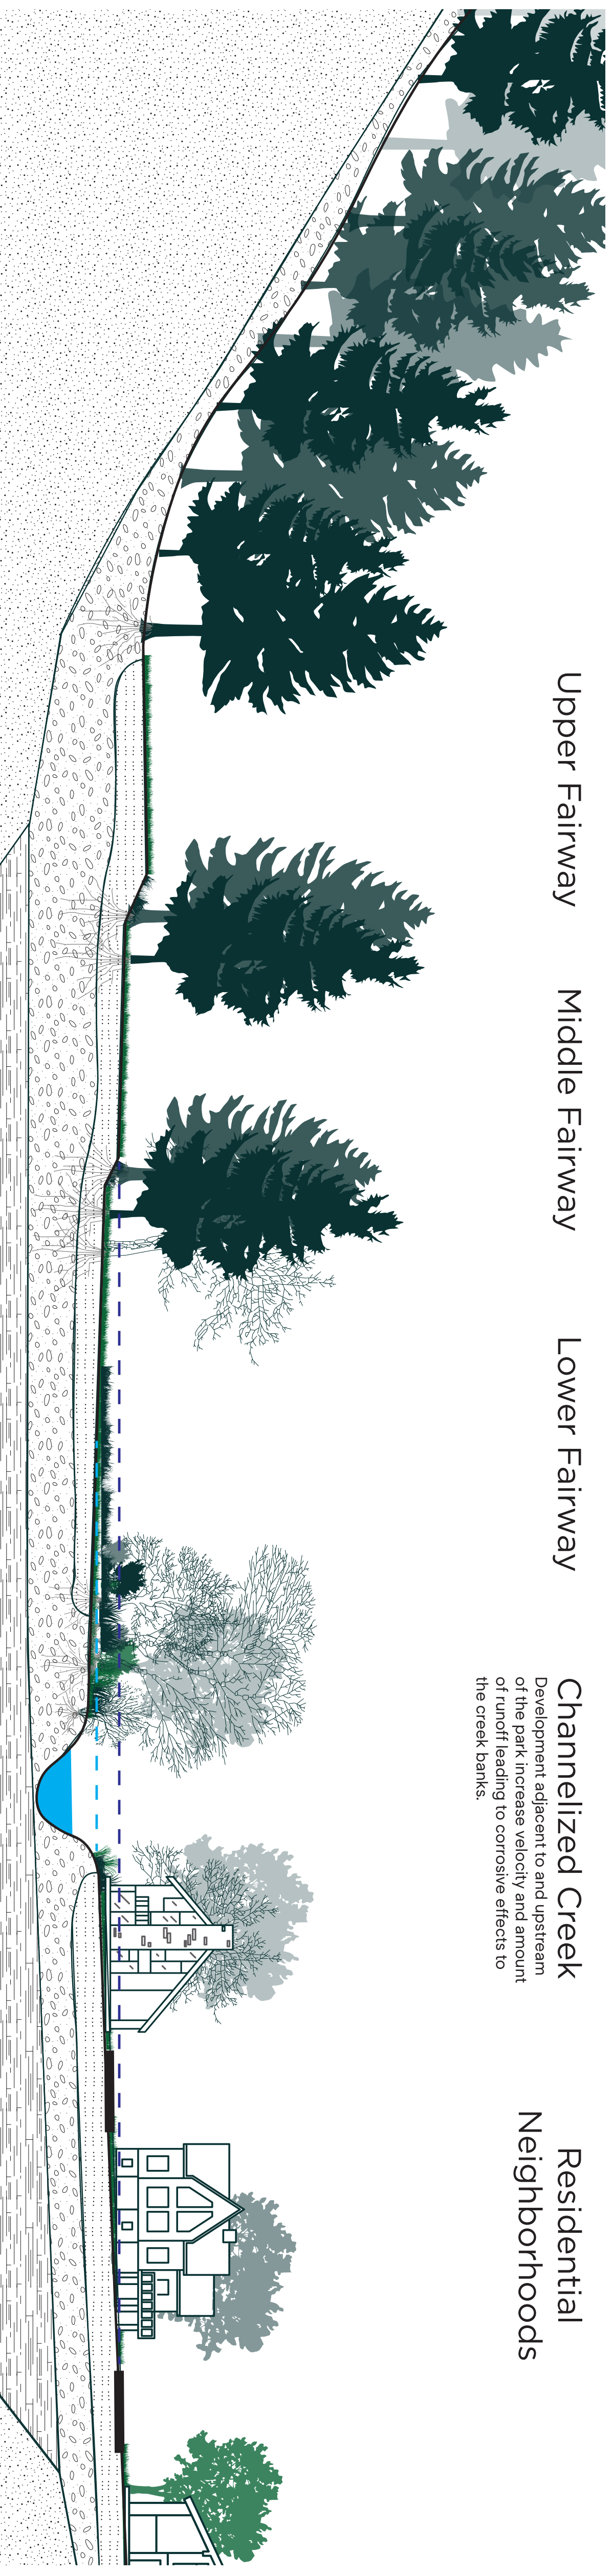 Upper Fairway
Middle Fairway
Lower Fairway
Channelized Creek
Development adjacent to and upstream
of the park increase velocity and amount
of runoff leading to corrosive effects to
the creek banks.
Residential
Neighborhoods